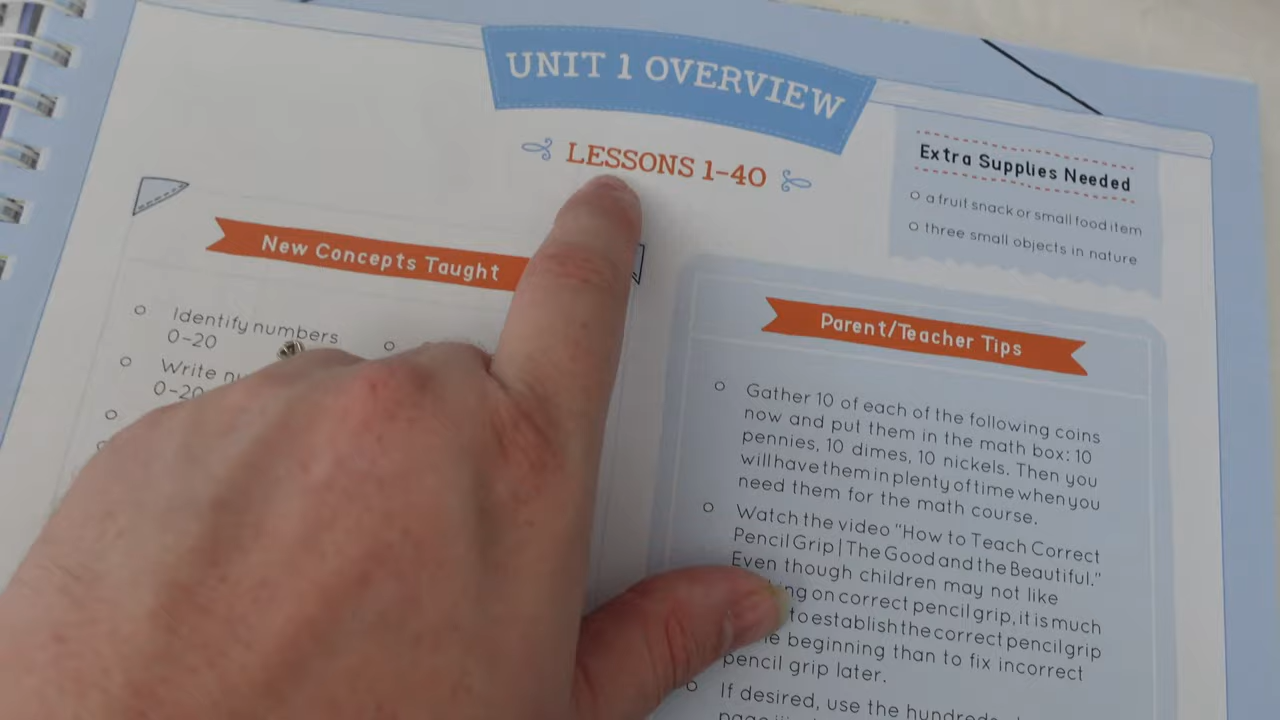 UNIT 1 OVERVIEW
LESSONS 1-40
Extra Supplies Needed
a fruit snack or small food item
three small objects in nature
New Concepts Taught
Identify numbers
0-20
Write
0-20
Parent/Teacher Tips
Gather 10 of each of the following coins
now and put them in the math box: 10
pennies, 10 dimes, 10 nickels. Then you
will have them in plenty of time when you
need them for the math course.
Watch the video "How to Teach Correct
Pencil Grip | The Good and the Beautiful."
Even though children may not like
on correct pencil grip, it is much
to establish the correct pencil grip
beginning than to fix incorrect
pencil grip later.
If desired, use the